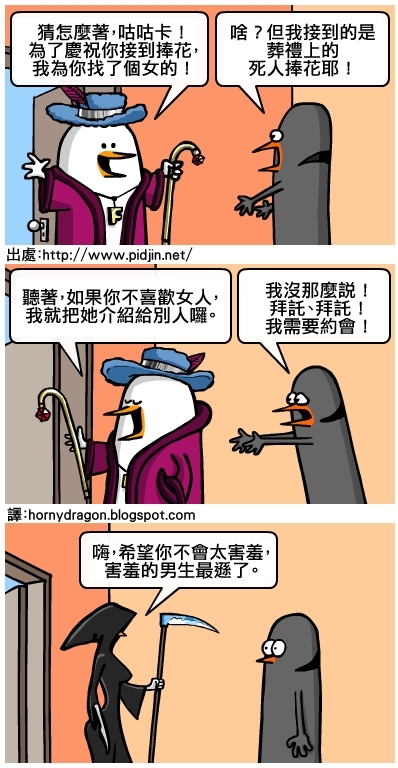 猜怎麼著，咕咕卡！
為了慶祝你接到捧花，
我為你找了個女的！
啥？但我接到的是
葬禮上的
死人捧花耶！
F
出處：http://www.pidjin.net/
聽著，如果你不喜歡女人，
我就把她介紹給別人囉。
我沒那麼說！
拜託、拜託！
我需要約會！
譯：hornydragon.blogspot.com
嗨，希望你不會太害羞，
害羞的男生最遜了。